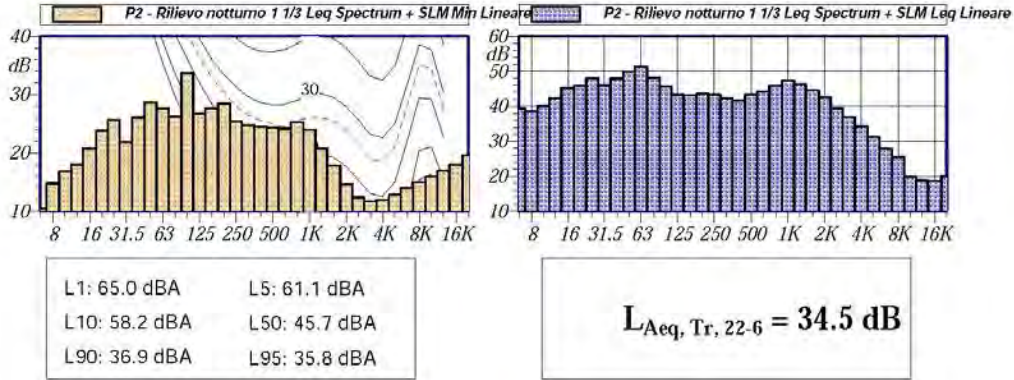 P2 - Rilievo notturno 1 1/3 Leq Spectrum + SLM Min Lineare
40
dB
30
20
10
30
8 16 31.5 63 125 250 500 1K 2K 4K 8K 16K
P2 - Rilievo notturno 1 1/3 Leq Spectrum + SLM Leq Lineare
60
dB
50
40
30
20
10
8 16 31.5 63 125 250 500 1K 2K 4K 8K 16K
L1: 65.0 dBA L5: 61.1 dBA
L10: 58.2 dBA L50: 45.7 dBA
L90: 36.9 dBA L95: 35.8 dBA
LAeq, Tr, 22-6 = 34.5 dB